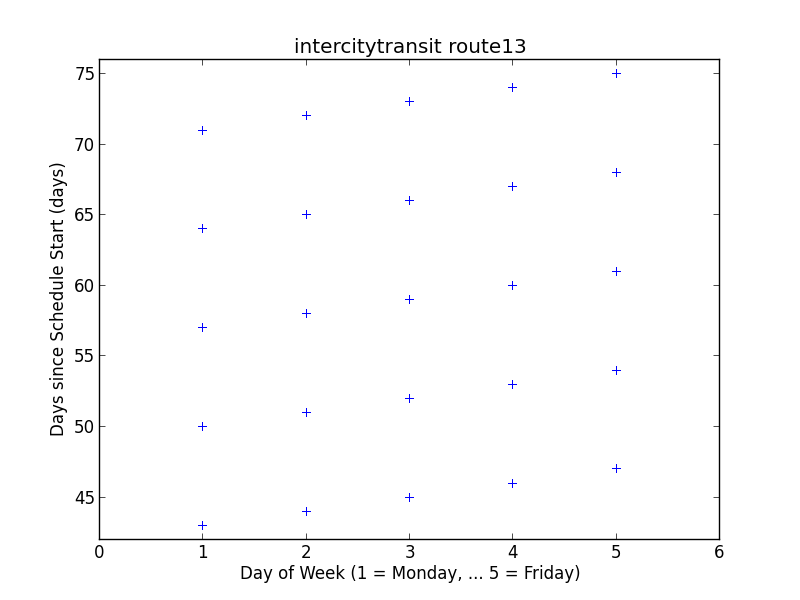 intercitytransit route13
75
70
65
60
55
50
45
Days since Schedule Start (days)
0 1 2 3 4 5 6
Day of Week (1 = Monday, ... 5 = Friday)